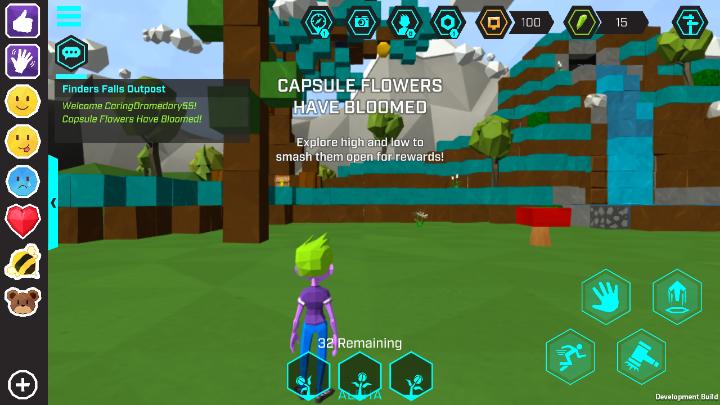 100
15
Finders Falls Outpost
Welcome CaringDromedary55!
Capsule Flowers Have Bloomed!
CAPSULE FLOWERS
HAVE BLOOMED
Explore high and low to
smash them open for rewards!
32 Remaining
ALPHA
Development Build